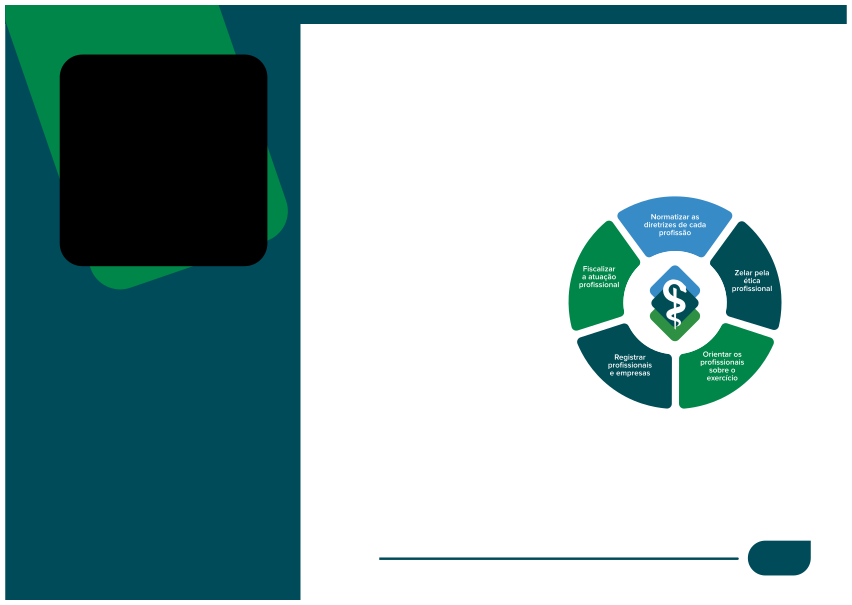 Normatizar as
diretrizes de cada
profissão
Zelar pela
ética
profissional
Orientar os
profissionais
sobre o
exercício
Registrar
profissionais
e empresas
Fiscalizar
a atuação
profissional